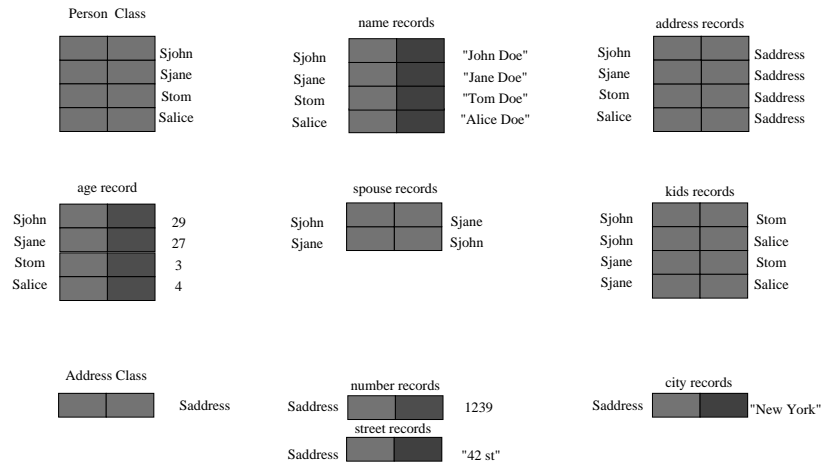 Person Class
Sjohn
Sjane
Stom
Salice
name records
Sjohn "John Doe"
Sjane "Jane Doe"
Stom "Tom Doe"
Salice "Alice Doe"
address records
Sjohn Saddress
Sjane Saddress
Stom Saddress
Salice Saddress
age record
Sjohn 29
Sjane 27
Stom 3
Salice 4
spouse records
Sjohn Sjane
Sjane Sjohn
kids records
Sjohn Stom
Sjohn Salice
Sjane Stom
Sjane Salice
Address Class
Saddress
number records
Saddress 1239
street records
Saddress "42 st"
city records
Saddress "New York"